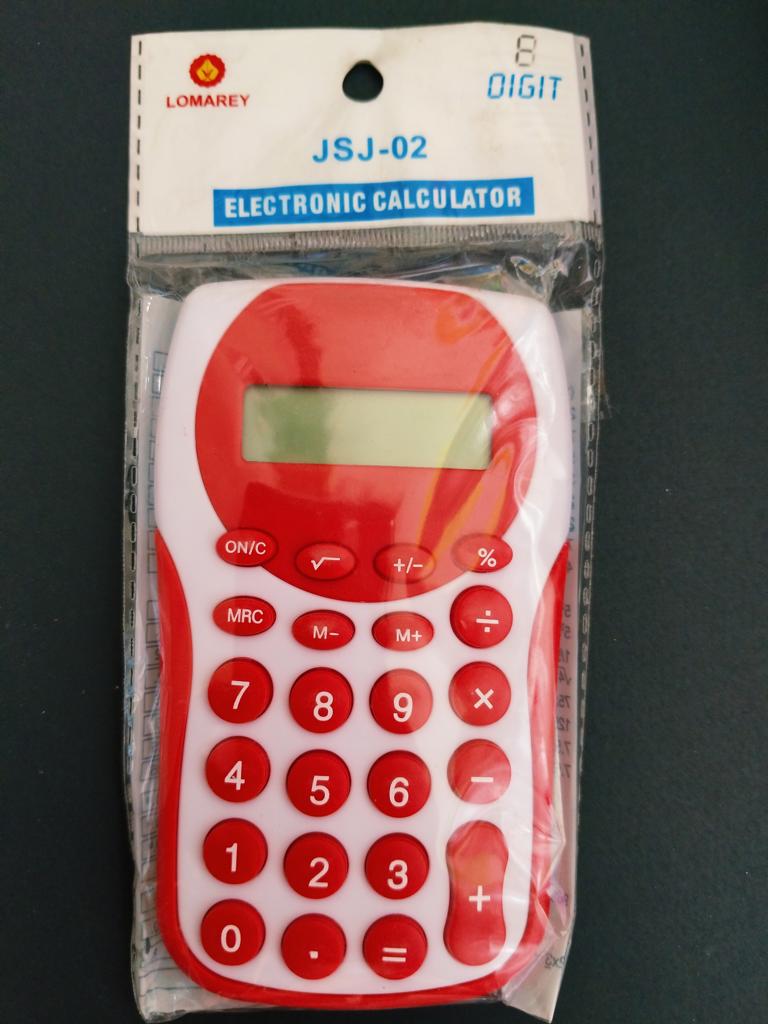 8
LOMAREY
DIGIT
JSJ-02
ELECTRONIC CALCULATOR
ON/C √ +/− %
MRC M− M+ ÷
7 8 9 ×
4 5 6 −
1 2 3 +
0 . =